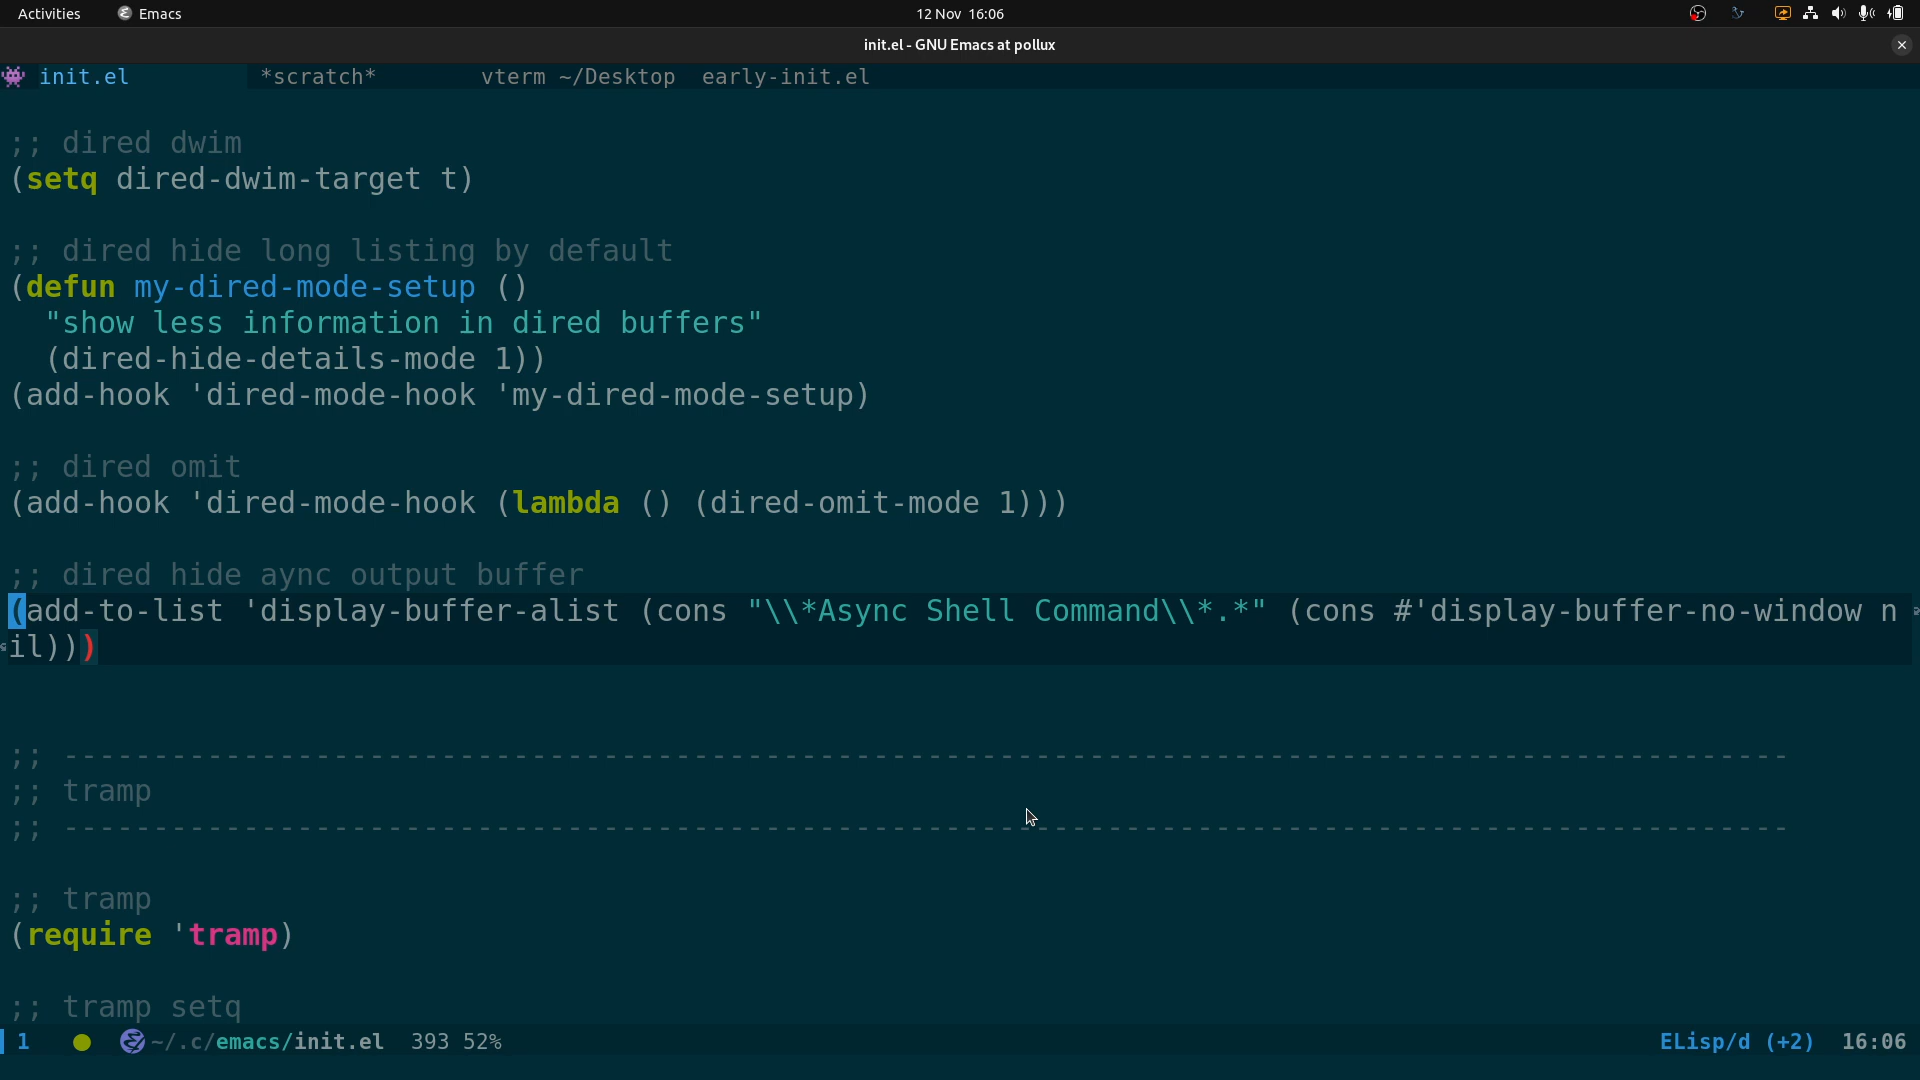 Activities Emacs 12 Nov 16:06
init.el - GNU Emacs at pollux
init.el *scratch* vterm ~/Desktop early-init.el
;; dired dwim
(setq dired-dwim-target t)
;; dired hide long listing by default
(defun my-dired-mode-setup ()
"show less information in dired buffers"
(dired-hide-details-mode 1))
(add-hook 'dired-mode-hook 'my-dired-mode-setup)
;; dired omit
(add-hook 'dired-mode-hook (lambda () (dired-omit-mode 1)))
;; dired hide aync output buffer
(add-to-list 'display-buffer-alist (cons "\\*Async Shell Command\\*.*" (cons #'display-buffer-no-window n
il)))
;; ------------------------------------------------------------------------------------------------
;; tramp
;; ------------------------------------------------------------------------------------------------
;; tramp
(require 'tramp)
;; tramp setq
1 ~/.c/emacs/init.el 393 52% ELisp/d (+2) 16:06